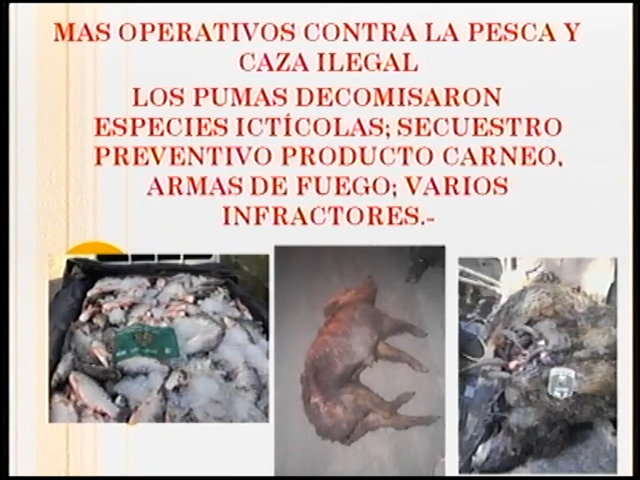 MAS OPERATIVOS CONTRA LA PESCA Y
CAZA ILEGAL
LOS PUMAS DECOMISARON
ESPECIES ICTÍCOLAS; SECUESTRO
PREVENTIVO PRODUCTO CARNEO,
ARMAS DE FUEGO; VARIOS
INFRACTORES.-